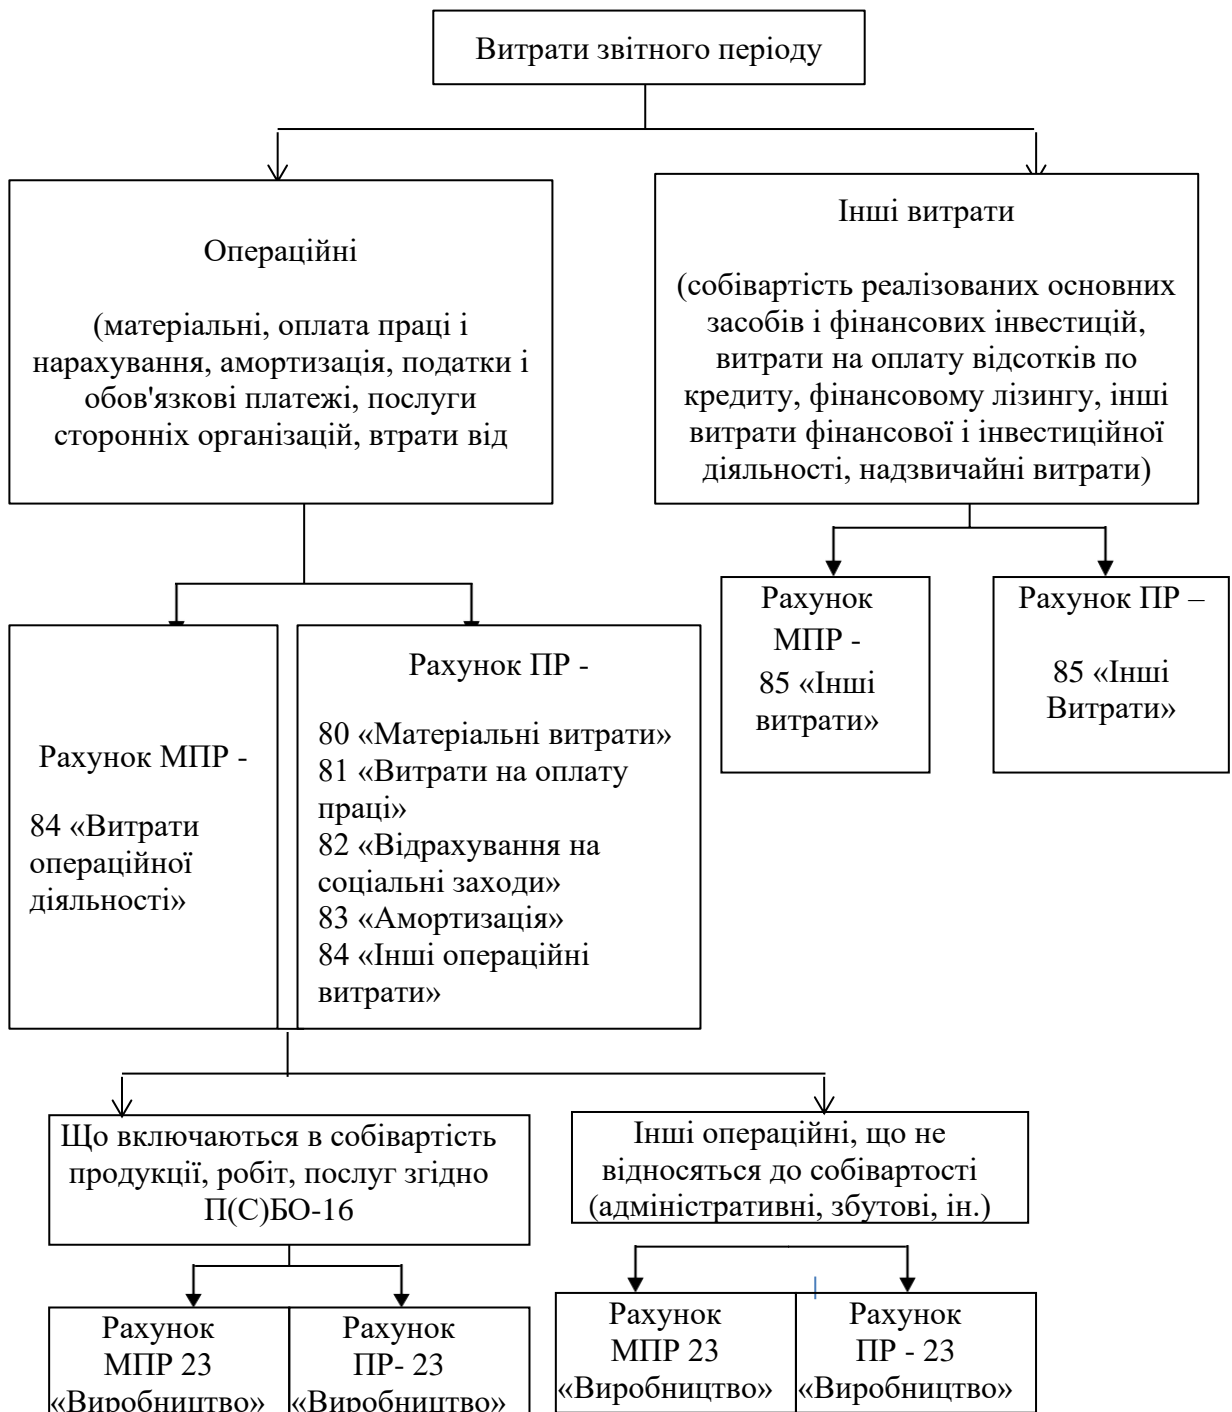 Витрати звітного періоду
Операційні
(матеріальні, оплата праці і
нарахування, амортизація, податки і
обов'язкові платежі, послуги
сторонніх організацій, втрати від
Інші витрати
(собівартість реалізованих основних
засобів і фінансових інвестицій,
витрати на оплату відсотків по
кредиту, фінансовому лізингу, інші
витрати фінансової і інвестиційної
діяльності, надзвичайні витрати)
Рахунок МПР -
84 «Витрати
операційної
діяльності»
Рахунок ПР -
80 «Матеріальні витрати»
81 «Витрати на оплату
праці»
82 «Відрахування на
соціальні заходи»
83 «Амортизація»
84 «Інші операційні
витрати»
Рахунок
МПР -
85 «Інші
витрати»
Рахунок ПР –
85 «Інші
Витрати»
Що включаються в собівартість
продукції, робіт, послуг згідно
П(С)БО-16
Інші операційні, що не
відносяться до собівартості
(адміністративні, збутові, ін.)
Рахунок
МПР 23
«Виробництво»
Рахунок
ПР- 23
«Виробництво»
Рахунок
МПР 23
«Виробництво»
Рахунок
ПР - 23
«Виробництво»